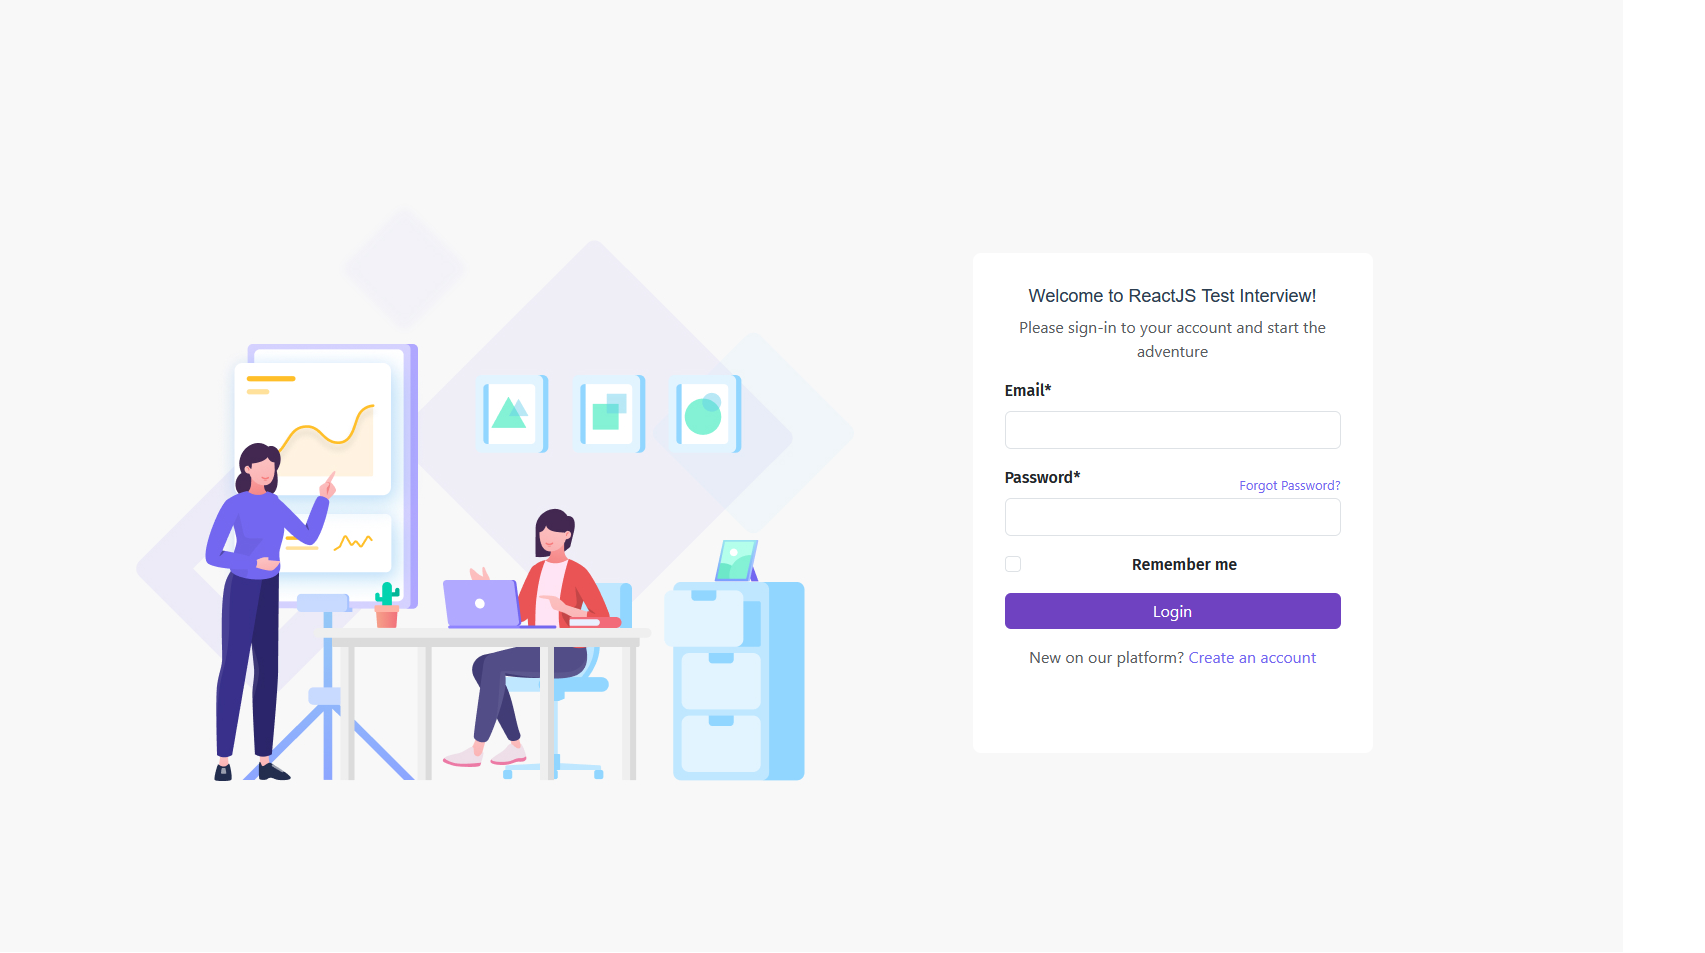 Welcome to ReactJS Test Interview!
Please sign-in to your account and start the
adventure
Email*
Password*
Forgot Password?
Remember me
Login
New on our platform? Create an account